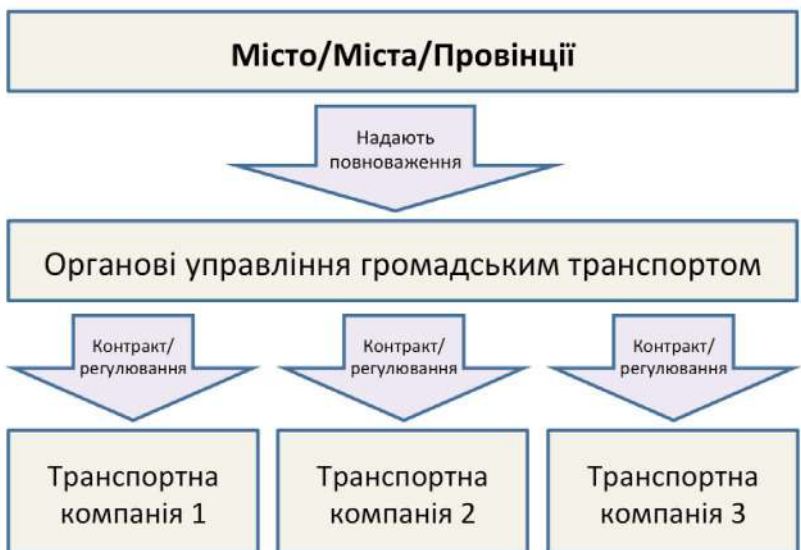 Місто/Міста/Провінції
Надають
повноваження
Органові управління громадським транспортом
Контракт/
регулювання
Контракт/
регулювання
Контракт/
регулювання
Транспортна
компанія 1
Транспортна
компанія 2
Транспортна
компанія 3